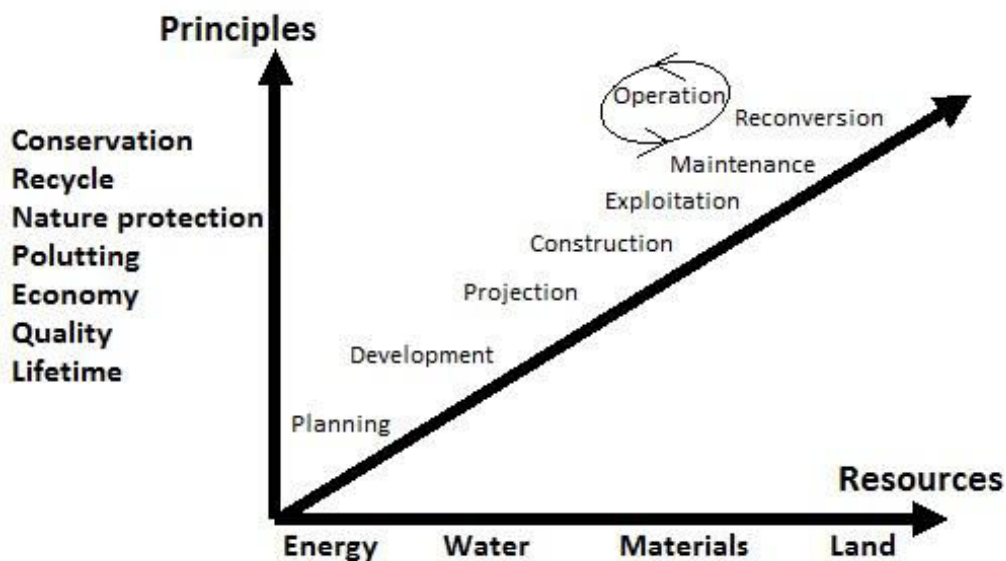 Principles
Conservation
Recycle
Nature protection
Polutting
Economy
Quality
Lifetime
Operation
Reconversion
Maintenance
Exploitation
Construction
Projection
Development
Planning
Resources
Energy Water Materials Land